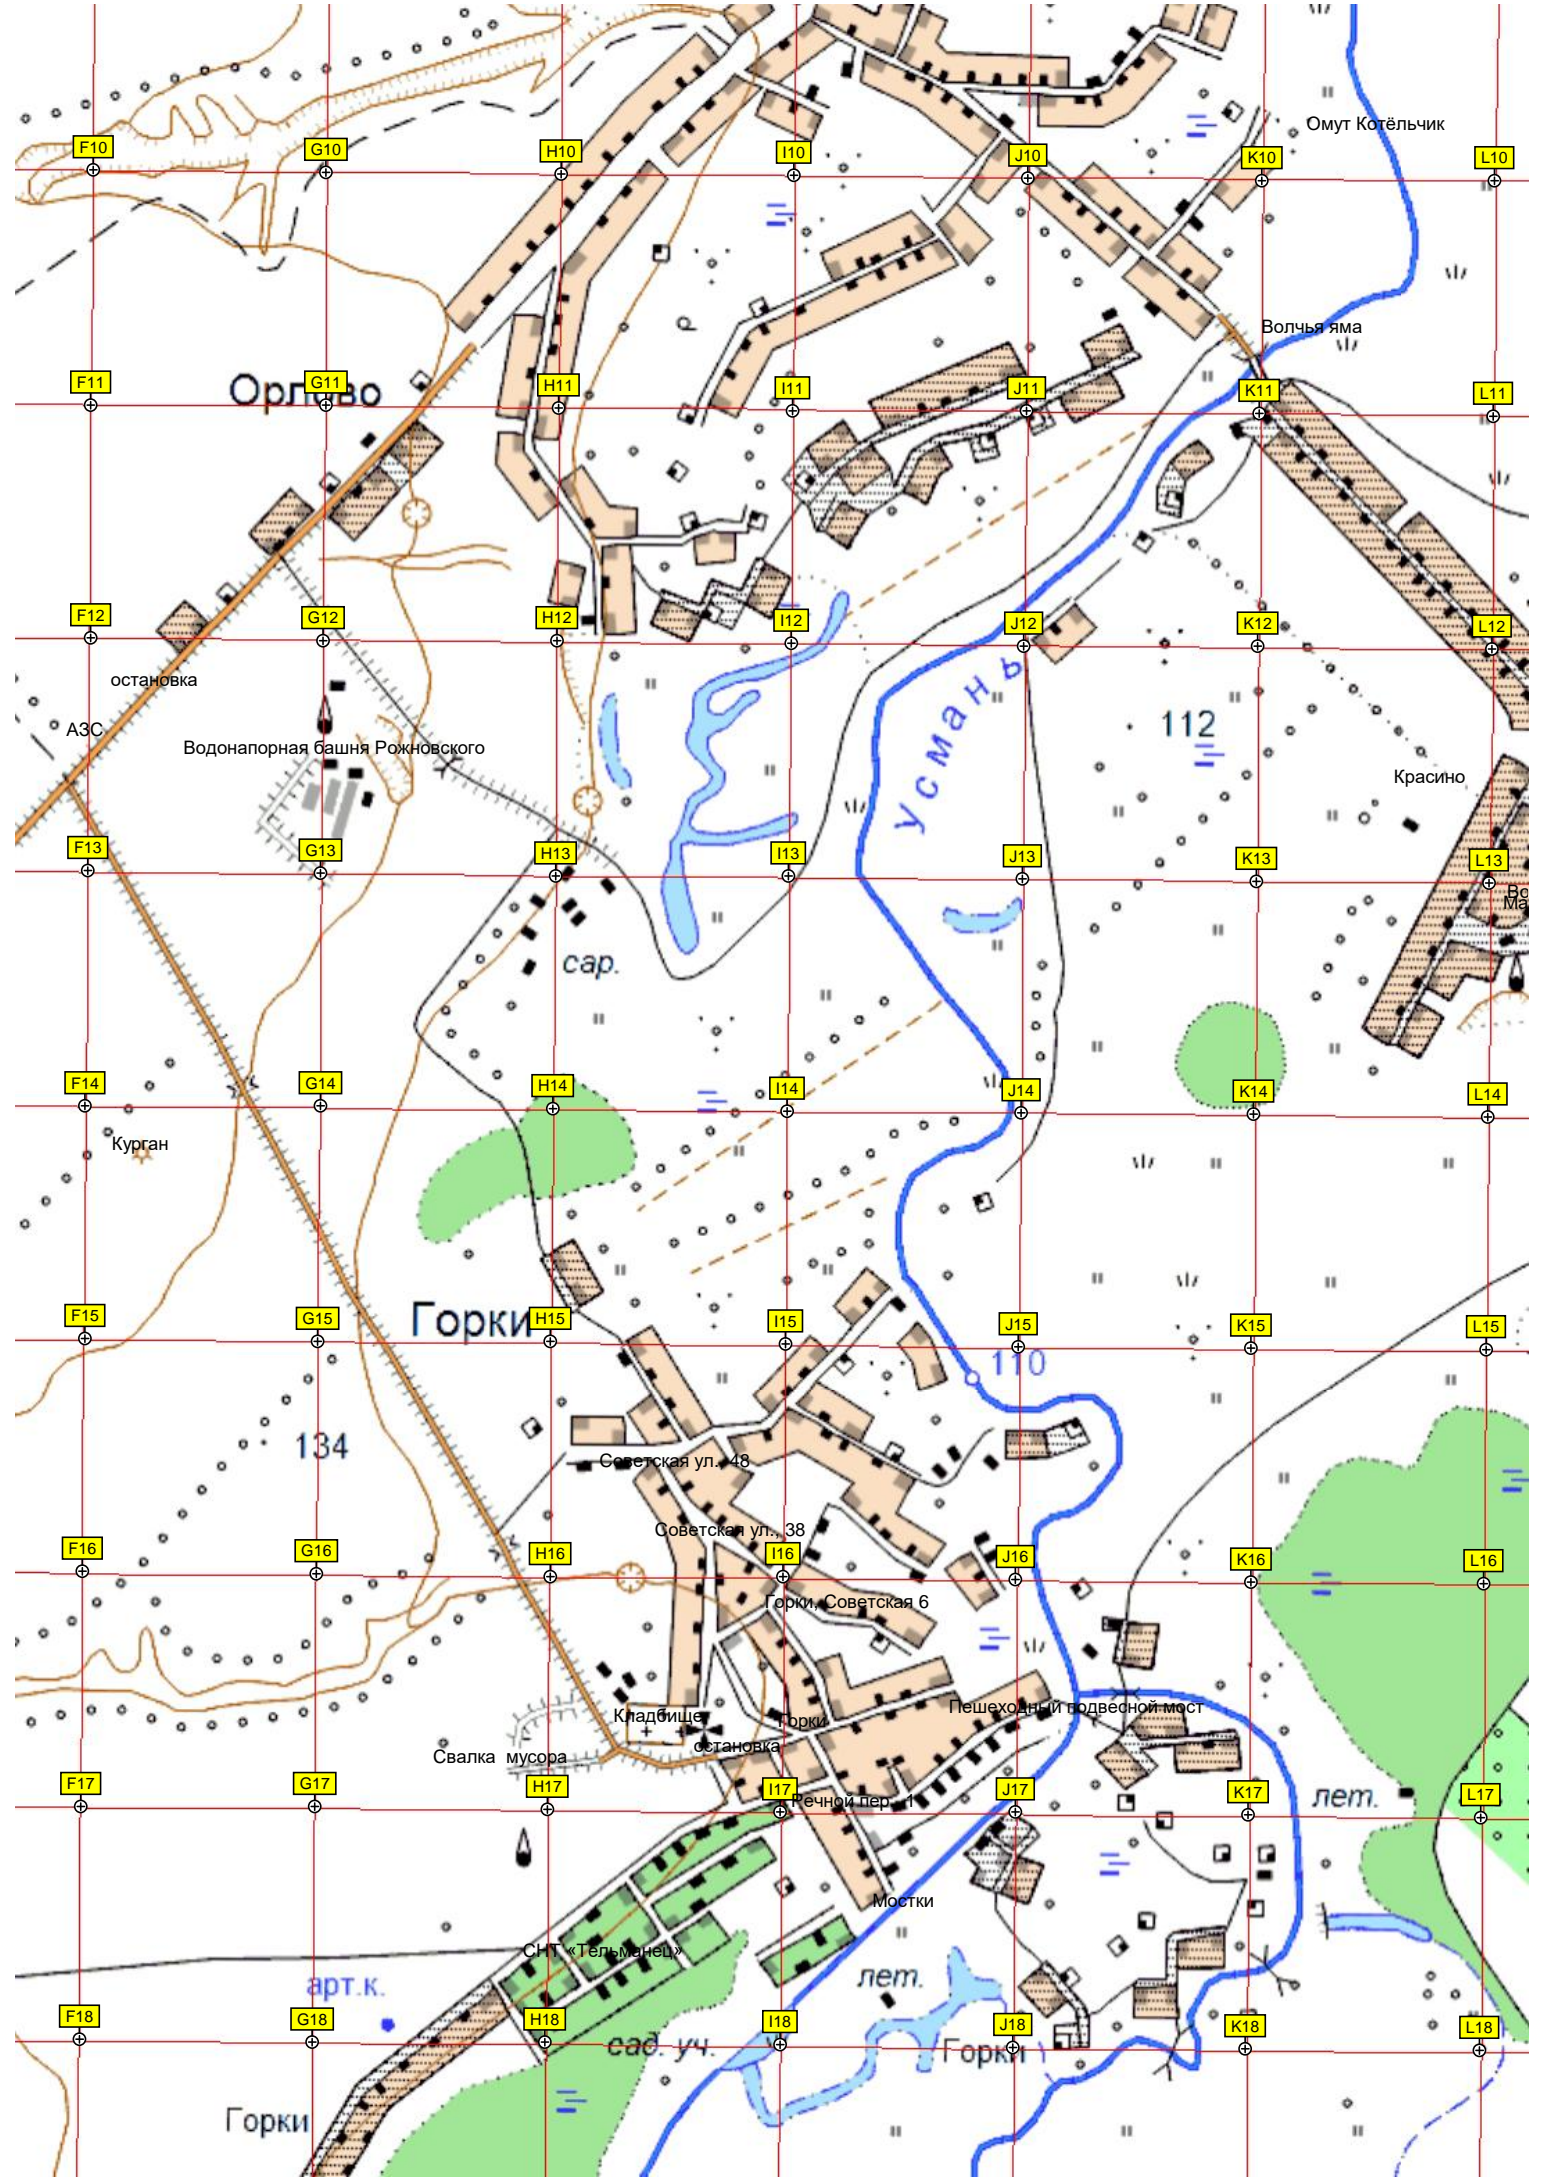 Омут Котёльчик
F10 G10 H10 I10 J10 K10 L10
Волчья яма
Орлово
F11 G11 H11 I11 J11 K11 L11
F12 G12 H12 I12 J12 K12 L12
остановка
Усмань
112
АЗС
Водонапорная башня Рожновского
Красино
F13 G13 H13 I13 J13 K13 L13
Во
Ма
сар.
F14 G14 H14 I14 J14 K14 L14
Курган
Горки
F15 G15 H15 I15 J15 K15 L15
110
134
Советская ул., 48
Советская ул., 38
F16 G16 H16 I16 J16 K16 L16
Горки, Советская 6
Пешеходный подвесной мост
Кладбище
Горки
остановка
Свалка мусора
F17 G17 H17 I17 J17 K17 L17
Речной пер., 1
лет.
Мостки
СНТ «Тельманец»
арт.к.
лет.
F18 G18 H18 I18 J18 K18 L18
сад. уч.
Горки
Горки